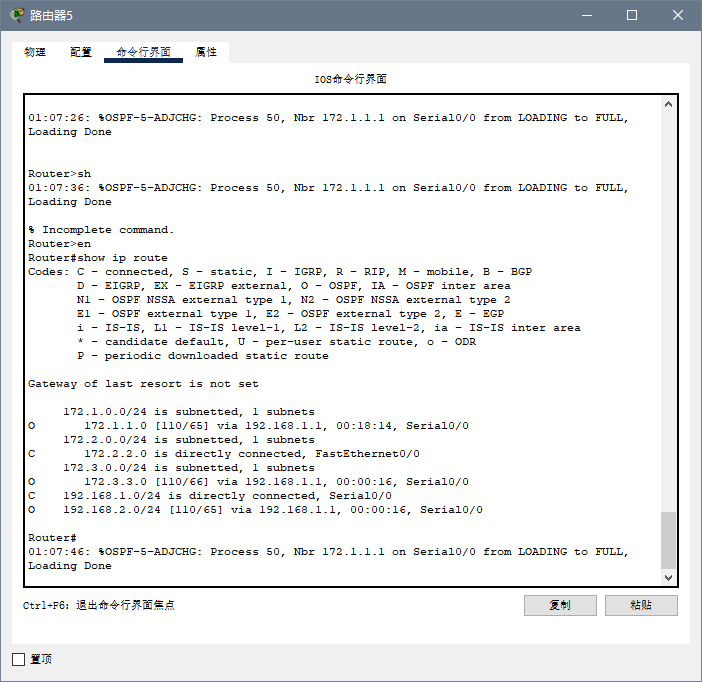 路由器5
物理 配置 命令行界面 属性
IOS命令行界面
01:07:26: %OSPF-5-ADJCHG: Process 50, Nbr 172.1.1.1 on Serial0/0 from LOADING to FULL,
Loading Done
Router>sh
01:07:36: %OSPF-5-ADJCHG: Process 50, Nbr 172.1.1.1 on Serial0/0 from LOADING to FULL,
Loading Done
% Incomplete command.
Router>en
Router#show ip route
Codes: C - connected, S - static, I - IGRP, R - RIP, M - mobile, B - BGP
       D - EIGRP, EX - EIGRP external, O - OSPF, IA - OSPF inter area
       N1 - OSPF NSSA external type 1, N2 - OSPF NSSA external type 2
       E1 - OSPF external type 1, E2 - OSPF external type 2, E - EGP
       i - IS-IS, L1 - IS-IS level-1, L2 - IS-IS level-2, ia - IS-IS inter area
       * - candidate default, U - per-user static route, o - ODR
       P - periodic downloaded static route
Gateway of last resort is not set
     172.1.0.0/24 is subnetted, 1 subnets
O       172.1.1.0 [110/65] via 192.168.1.1, 00:18:14, Serial0/0
     172.2.0.0/24 is subnetted, 1 subnets
C       172.2.2.0 is directly connected, FastEthernet0/0
     172.3.0.0/24 is subnetted, 1 subnets
O       172.3.3.0 [110/66] via 192.168.1.1, 00:00:16, Serial0/0
C    192.168.1.0/24 is directly connected, Serial0/0
O    192.168.2.0/24 [110/65] via 192.168.1.1, 00:00:16, Serial0/0
Router#
01:07:46: %OSPF-5-ADJCHG: Process 50, Nbr 172.1.1.1 on Serial0/0 from LOADING to FULL,
Loading Done
Ctrl+F6: 退出命令行界面焦点 复制 粘贴
置顶